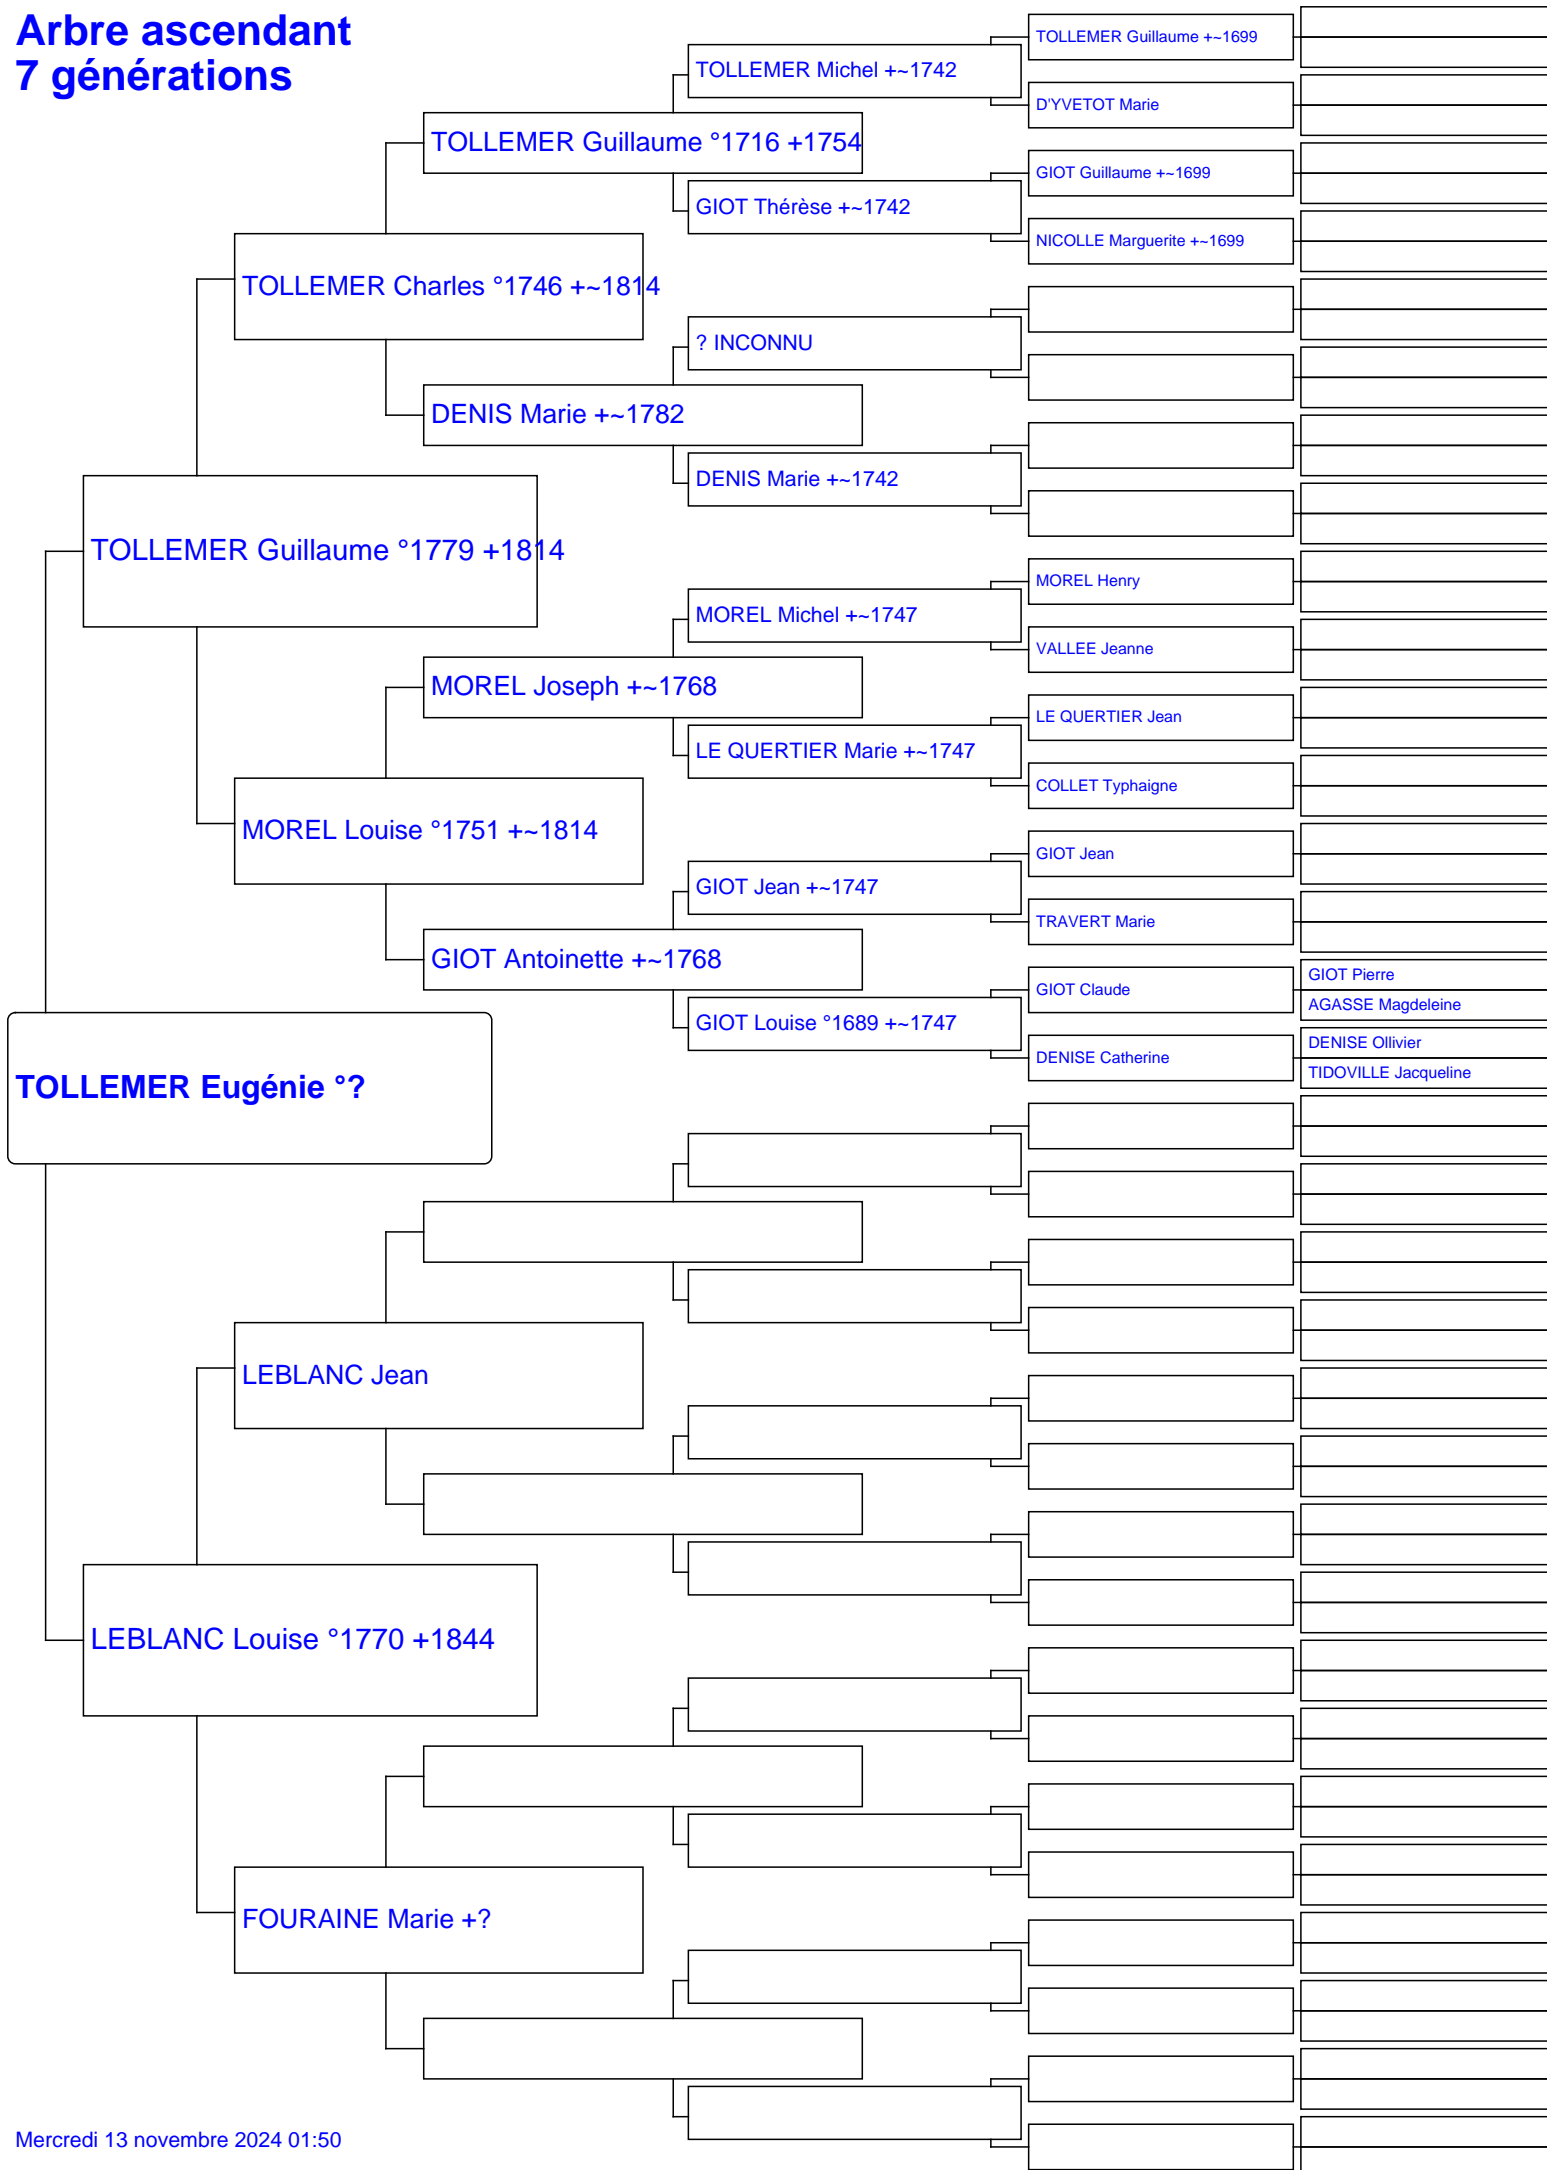 Arbre ascendant
7 générations
TOLLEMER Guillaume +~1699
TOLLEMER Michel +~1742
D'YVETOT Marie
TOLLEMER Guillaume °1716 +1754
GIOT Guillaume +~1699
GIOT Thérèse +~1742
NICOLLE Marguerite +~1699
TOLLEMER Charles °1746 +~1814
? INCONNU
DENIS Marie +~1782
DENIS Marie +~1742
TOLLEMER Guillaume °1779 +1814
MOREL Henry
MOREL Michel +~1747
VALLEE Jeanne
MOREL Joseph +~1768
LE QUERTIER Jean
LE QUERTIER Marie +~1747
COLLET Typhaigne
MOREL Louise °1751 +~1814
GIOT Jean
GIOT Jean +~1747
TRAVERT Marie
GIOT Antoinette +~1768
GIOT Pierre
GIOT Claude
AGASSE Magdeleine
GIOT Louise °1689 +~1747
DENISE Ollivier
DENISE Catherine
TIDOVILLE Jacqueline
TOLLEMER Eugénie °?
LEBLANC Jean
LEBLANC Louise °1770 +1844
FOURAINE Marie +?
Mercredi 13 novembre 2024 01:50